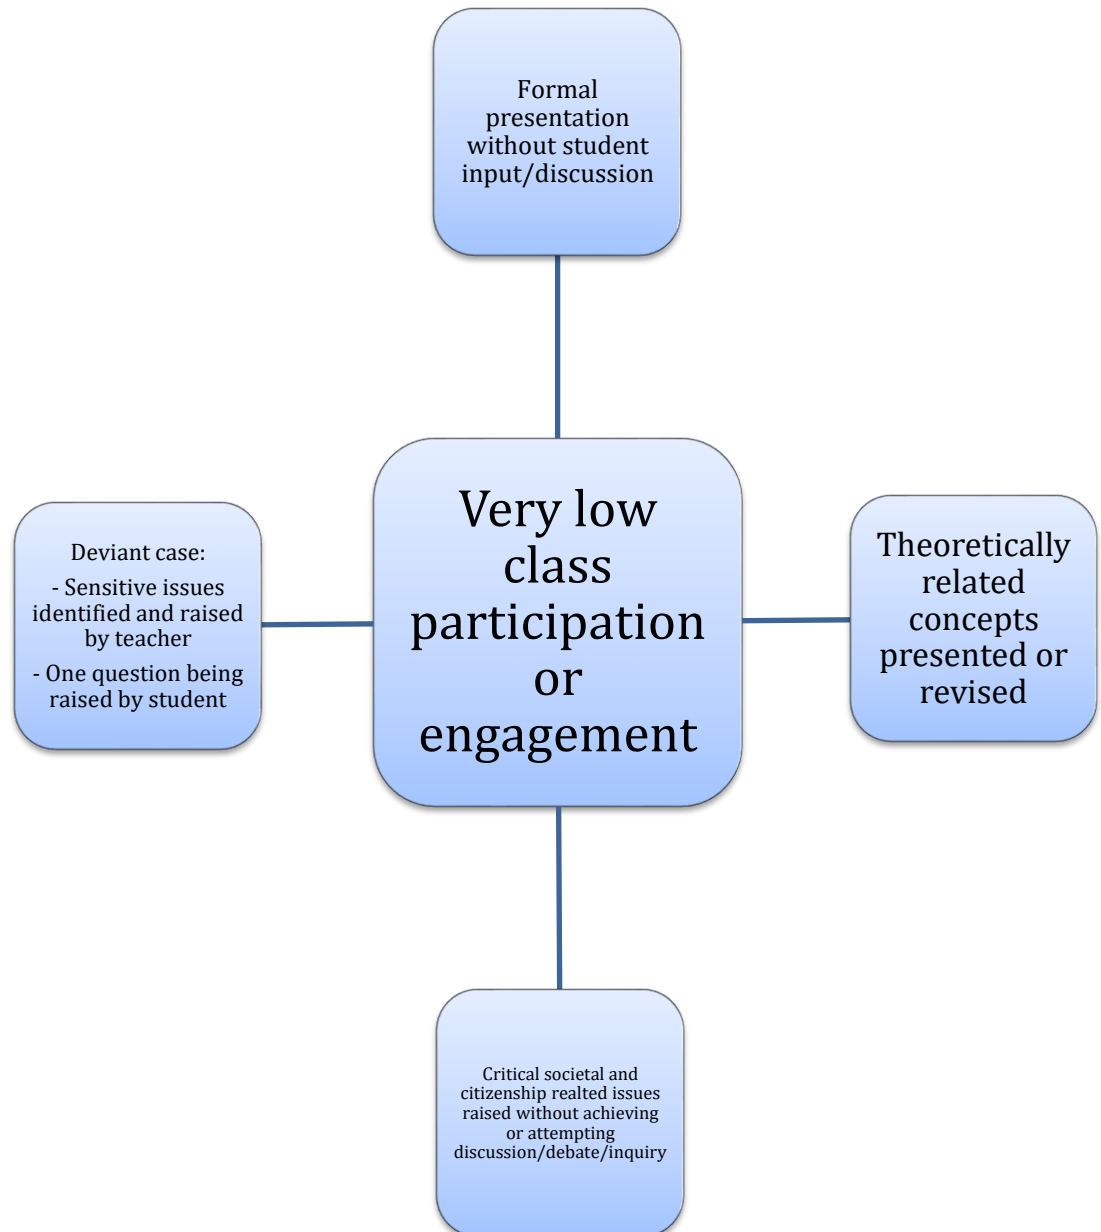 Formal
presentation
without student
input/discussion
Very low
class
participation
or
engagement
Deviant case:
- Sensitive issues
identified and raised
by teacher
- One question being
raised by student
Theoretically
related
concepts
presented or
revised
Critical societal and
citizenship realted issues
raised without achieving
or attempting
discussion/debate/inquiry